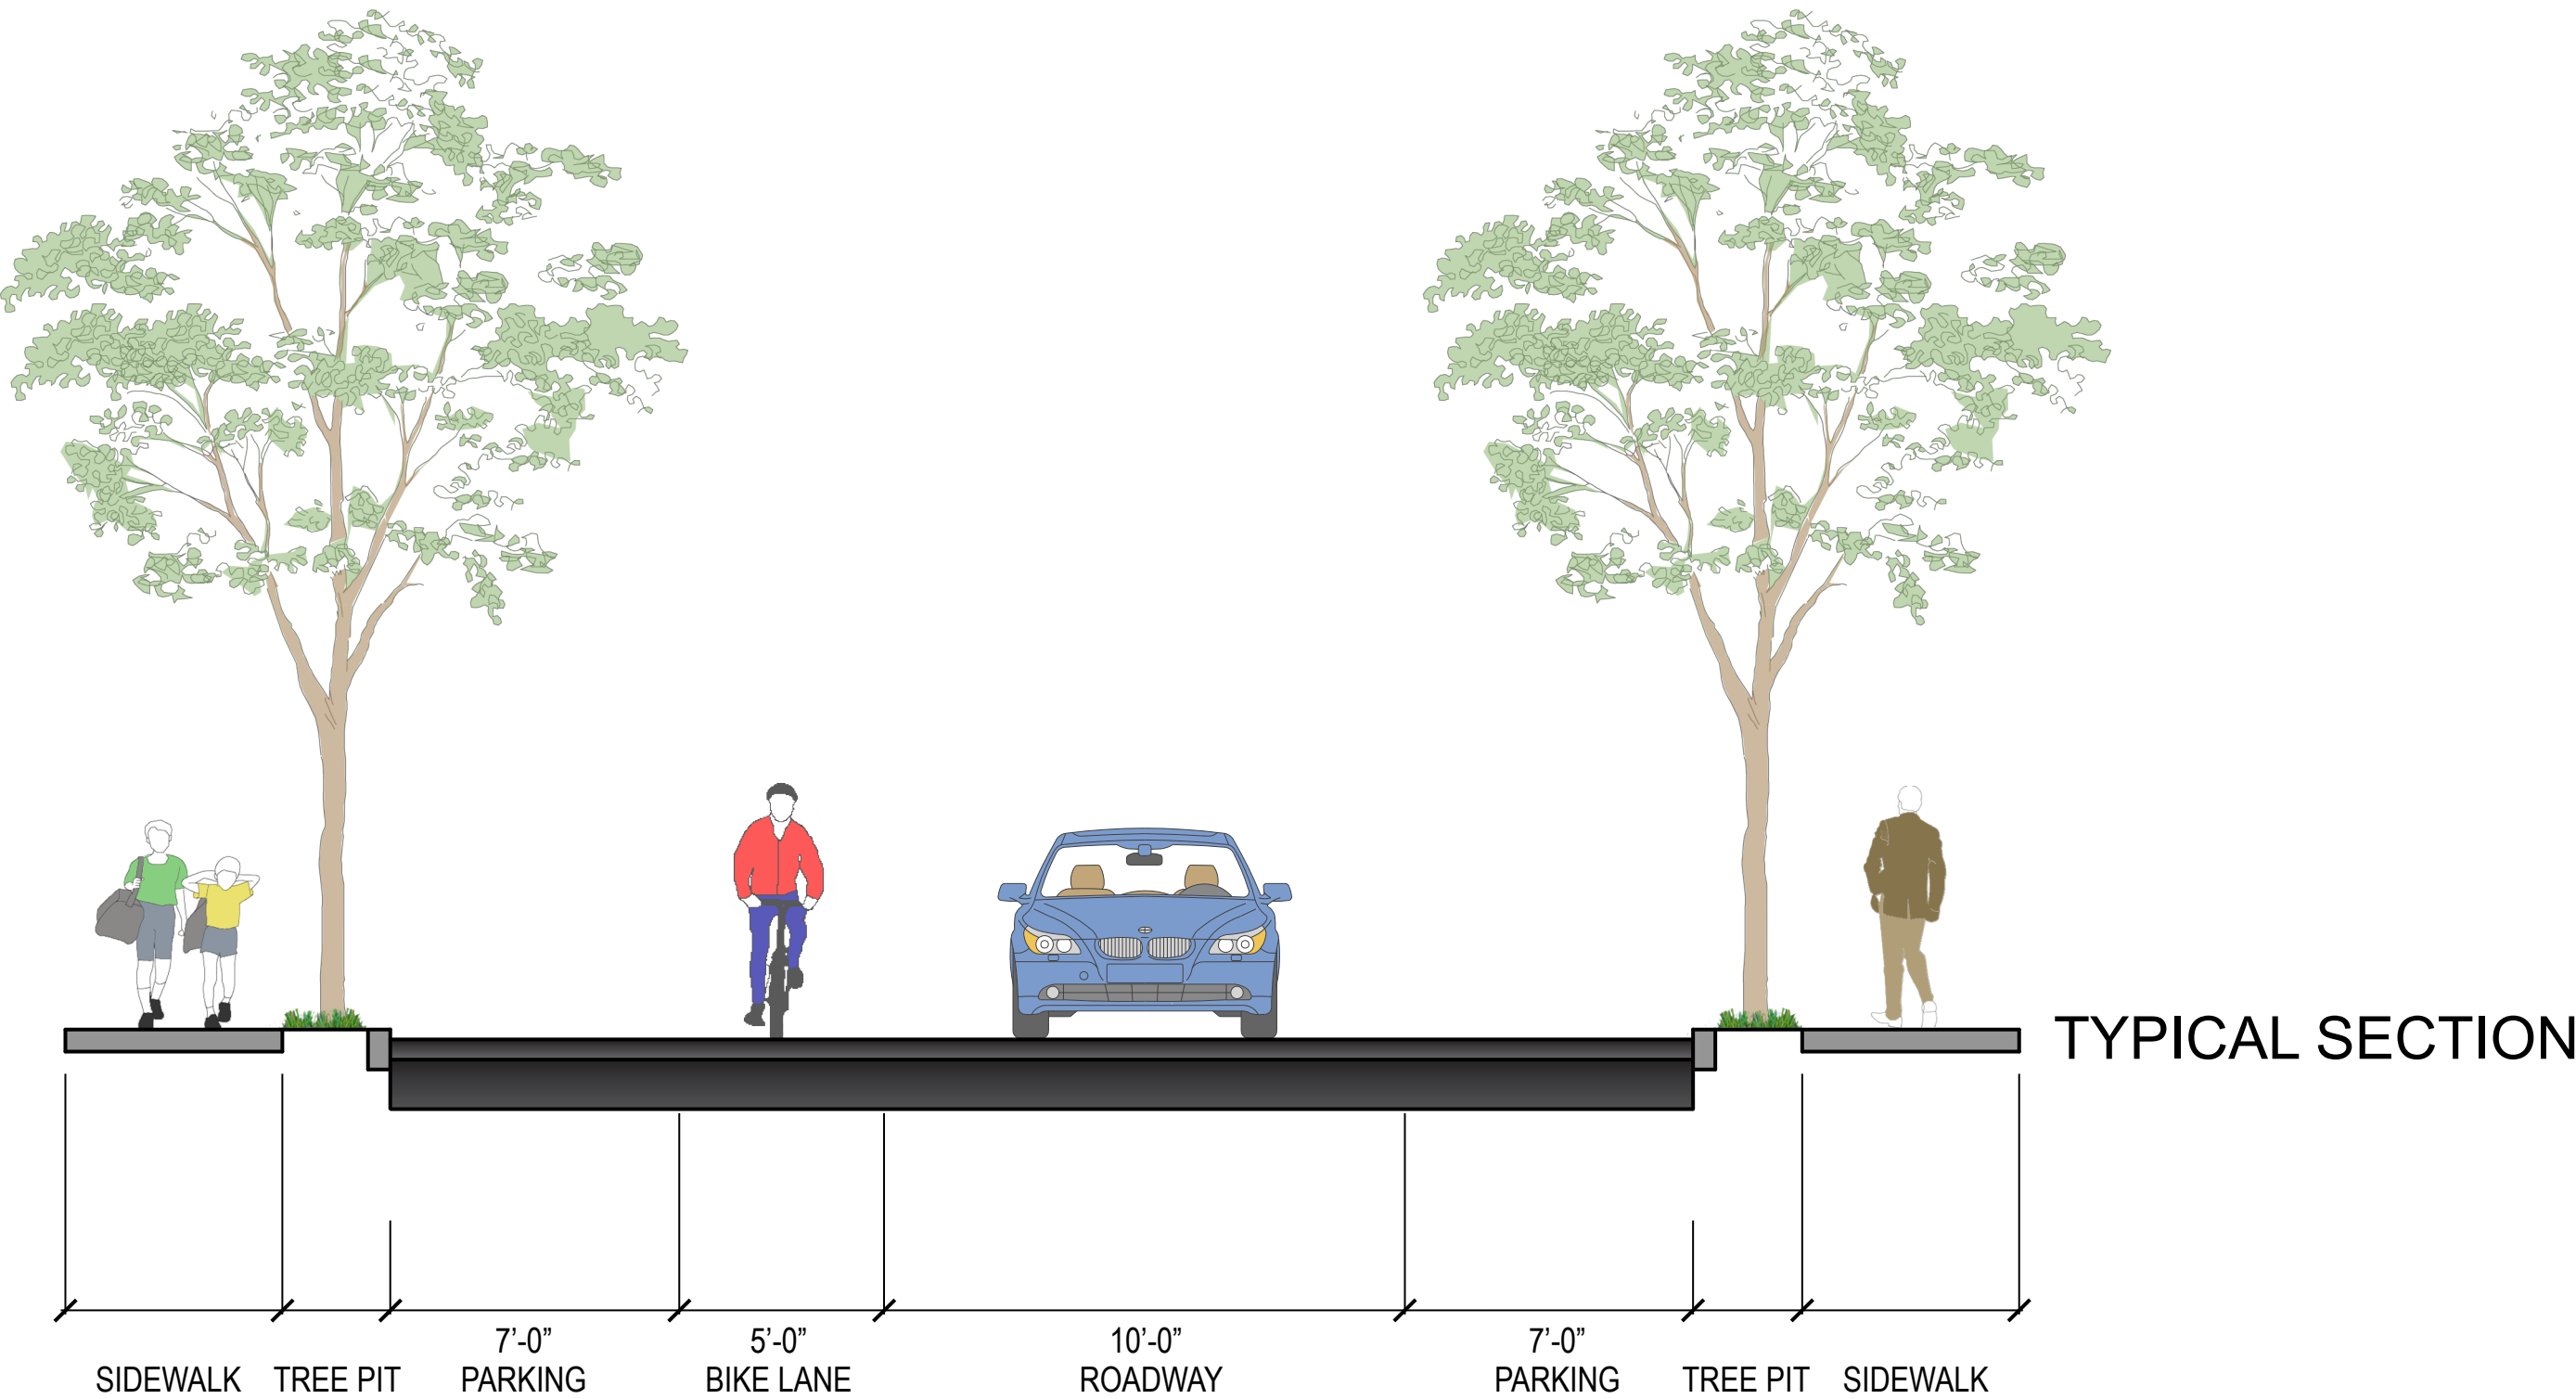 TYPICAL SECTION
7’-0” 5’-0” 10’-0” 7’-0”
SIDEWALK TREE PIT PARKING BIKE LANE ROADWAY PARKING TREE PIT SIDEWALK